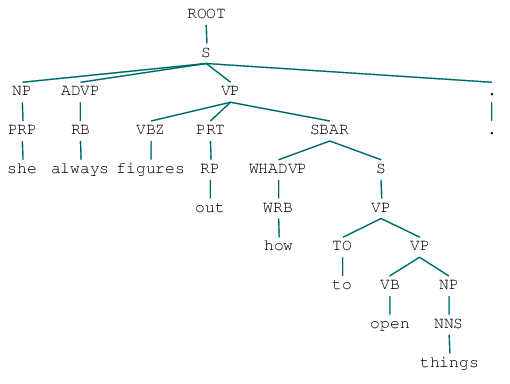 ROOT
S
NP ADVP VP .
PRP RB VBZ PRT SBAR .
she always figures RP WHADVP S
out WRB VP
how TO VP
to VB NP
open NNS
things